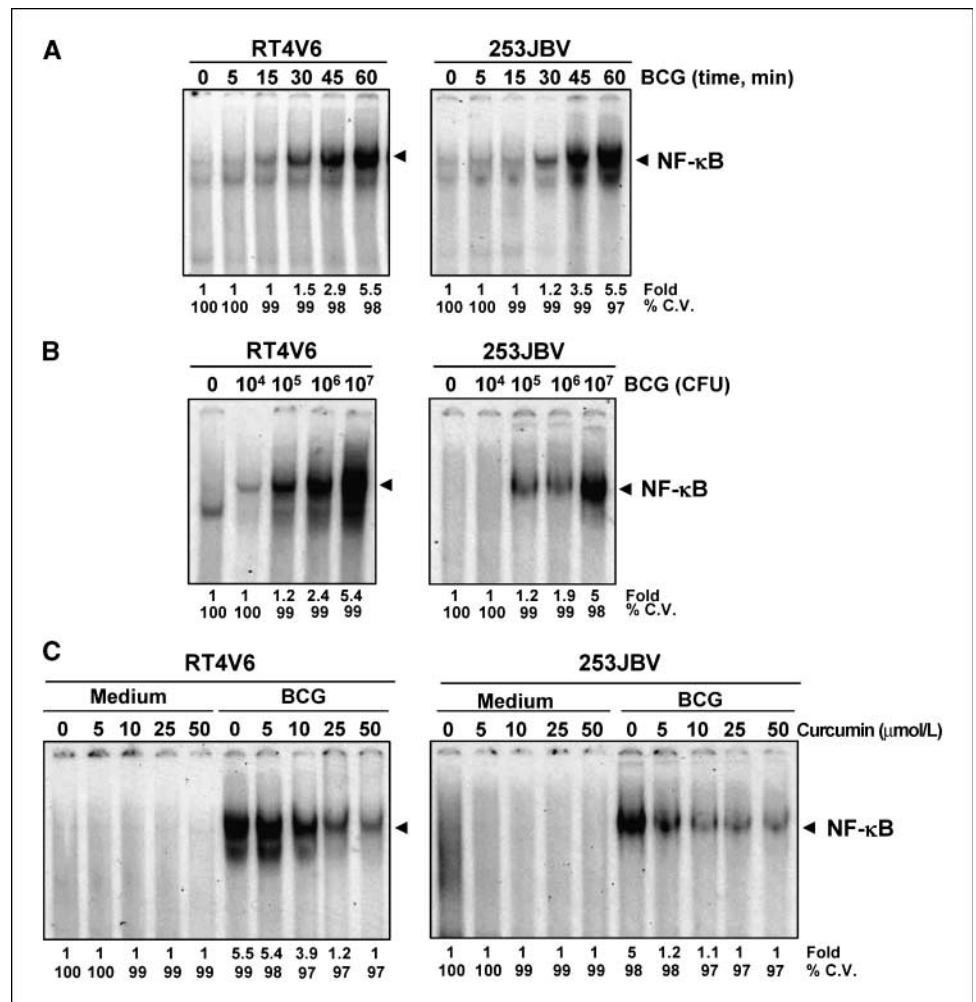 A
RT4V6 253JBV
0 5 15 30 45 60 0 5 15 30 45 60 BCG (time, min)
NF-κB
1 1 1 1.5 2.9 5.5 1 1 1 1.2 3.5 5.5 Fold
100 100 99 99 98 98 100 100 99 99 99 97 % C.V.
B
RT4V6 253JBV
0 10⁴ 10⁵ 10⁶ 10⁷ 0 10⁴ 10⁵ 10⁶ 10⁷ BCG (CFU)
NF-κB
1 1 1.2 2.4 5.4 1 1 1.2 1.9 5 Fold
100 100 99 99 99 100 100 99 99 98 % C.V.
C
RT4V6 253JBV
Medium BCG Medium BCG
0 5 10 25 50 0 5 10 25 50 0 5 10 25 50 0 5 10 25 50 Curcumin (μmol/L)
NF-κB
1 1 1 1 1 5.5 5.4 3.9 1.2 1 1 1 1 1 1 5 1.2 1.1 1 1 Fold
100 100 99 99 99 99 98 97 97 97 100 100 99 99 99 98 98 97 97 97 % C.V.